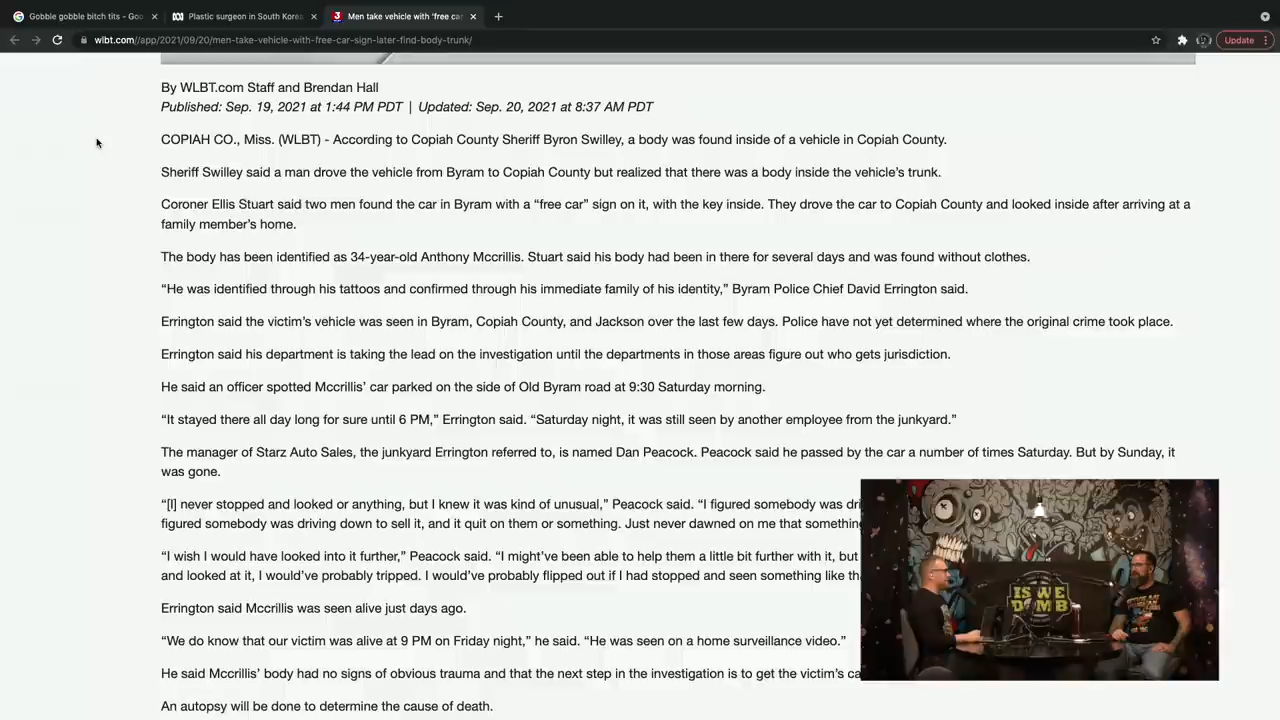 Gobble gobble bitch tits - Goo
Plastic surgeon in South Korea
Men take vehicle with 'free car
wlbt.com//app/2021/09/20/men-take-vehicle-with-free-car-sign-later-find-body-trunk/
Update
By WLBT.com Staff and Brendan Hall
Published: Sep. 19, 2021 at 1:44 PM PDT | Updated: Sep. 20, 2021 at 8:37 AM PDT
COPIAH CO., Miss. (WLBT) - According to Copiah County Sheriff Byron Swilley, a body was found inside of a vehicle in Copiah County.
Sheriff Swilley said a man drove the vehicle from Byram to Copiah County but realized that there was a body inside the vehicle's trunk.
Coroner Ellis Stuart said two men found the car in Byram with a “free car” sign on it, with the key inside. They drove the car to Copiah County and looked inside after arriving at a
family member's home.
The body has been identified as 34-year-old Anthony Mccrillis. Stuart said his body had been in there for several days and was found without clothes.
“He was identified through his tattoos and confirmed through his immediate family of his identity,” Byram Police Chief David Errington said.
Errington said the victim's vehicle was seen in Byram, Copiah County, and Jackson over the last few days. Police have not yet determined where the original crime took place.
Errington said his department is taking the lead on the investigation until the departments in those areas figure out who gets jurisdiction.
He said an officer spotted Mccrillis' car parked on the side of Old Byram road at 9:30 Saturday morning.
“It stayed there all day long for sure until 6 PM,” Errington said. “Saturday night, it was still seen by another employee from the junkyard.”
The manager of Starz Auto Sales, the junkyard Errington referred to, is named Dan Peacock. Peacock said he passed by the car a number of times Saturday. But by Sunday, it
was gone.
“[I] never stopped and looked or anything, but I knew it was kind of unusual,” Peacock said. “I figured somebody was dri
figured somebody was driving down to sell it, and it quit on them or something. Just never dawned on me that something
“I wish I would have looked into it further,” Peacock said. “I might've been able to help them a little bit further with it, but
and looked at it, I would've probably tripped. I would've probably flipped out if I had stopped and seen something like tha
Errington said Mccrillis was seen alive just days ago.
“We do know that our victim was alive at 9 PM on Friday night,” he said. “He was seen on a home surveillance video.”
He said Mccrillis' body had no signs of obvious trauma and that the next step in the investigation is to get the victim's ca
An autopsy will be done to determine the cause of death.
IS WE
DUMB